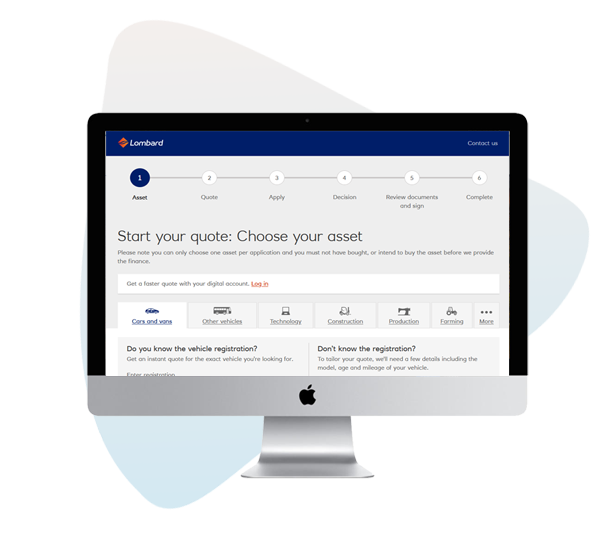 Lombard
Contact us
1 2 3 4 5 6
Asset Quote Apply Decision Review documents Complete
and sign
Start your quote: Choose your asset
Please note you can only choose one asset per application and you must not have bought, or intend to buy the asset before we provide
the finance.
Get a faster quote with your digital account. Log in
Cars and vans Other vehicles Technology Construction Production Farming More
Do you know the vehicle registration?
Get an instant quote for the exact vehicle you're looking for.
Enter registration
Don't know the registration?
To tailor your quote, we'll need a few details including the
model, age and mileage of your vehicle.